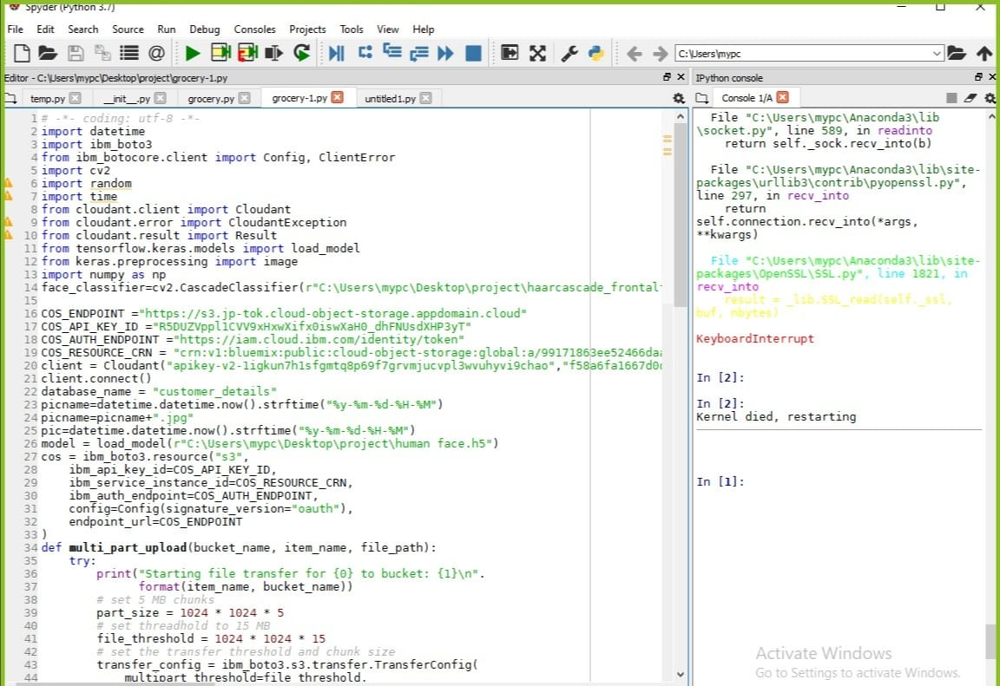 Spyder (Python 3.7)
File Edit Search Source Run Debug Consoles Projects Tools View Help
C:\Users\mypc
Editor - C:\Users\mypc\Desktop\project\grocery-1.py
temp.py __init__.py grocery.py grocery-1.py untitled1.py
1 # -*- coding: utf-8 -*-
2 import datetime
3 import ibm_boto3
4 from ibm_botocore.client import Config, ClientError
5 import cv2
6 import random
7 import time
8 from cloudant.client import Cloudant
9 from cloudant.error import CloudantException
10 from cloudant.result import Result
11 from tensorflow.keras.models import load_model
12 from keras.preprocessing import image
13 import numpy as np
14 face_classifier=cv2.CascadeClassifier(r"C:\Users\mypc\Desktop\project\haarcascade_frontal
15
16 COS_ENDPOINT ="https://s3.jp-tok.cloud-object-storage.appdomain.cloud"
17 COS_API_KEY_ID ="R5DUZVppl1CVV9xHxwXifx0iswXaH0_dhFNUsdXHP3yT"
18 COS_AUTH_ENDPOINT ="https://iam.cloud.ibm.com/identity/token"
19 COS_RESOURCE_CRN = "crn:v1:bluemix:public:cloud-object-storage:global:a/99171863ee52466daa
20 client = Cloudant("apikey-v2-1igkun7h1sfgmtq8p69f7grvmjucvpl3wvuhyvi9chao","f58a6fa1667d0
21 client.connect()
22 database_name = "customer_details"
23 picname=datetime.datetime.now().strftime("%y-%m-%d-%H-%M")
24 picname=picname+".jpg"
25 pic=datetime.datetime.now().strftime("%y-%m-%d-%H-%M")
26 model = load_model(r"C:\Users\mypc\Desktop\project\human face.h5")
27 cos = ibm_boto3.resource("s3",
28 ibm_api_key_id=COS_API_KEY_ID,
29 ibm_service_instance_id=COS_RESOURCE_CRN,
30 ibm_auth_endpoint=COS_AUTH_ENDPOINT,
31 config=Config(signature_version="oauth"),
32 endpoint_url=COS_ENDPOINT
33 )
34 def multi_part_upload(bucket_name, item_name, file_path):
35 try:
36 print("Starting file transfer for {0} to bucket: {1}\n".
37 format(item_name, bucket_name))
38 # set 5 MB chunks
39 part_size = 1024 * 1024 * 5
40 # set threadhold to 15 MB
41 file_threshold = 1024 * 1024 * 15
42 # set the transfer threshold and chunk size
43 transfer_config = ibm_boto3.s3.transfer.TransferConfig(
44 multipart_threshold=file_threshold,
IPython console
Console 1/A
File "C:\Users\mypc\Anaconda3\lib
\socket.py", line 589, in readinto
return self._sock.recv_into(b)
File "C:\Users\mypc\Anaconda3\lib\site-
packages\urllib3\contrib\pyopenssl.py",
line 297, in recv_into
return
self.connection.recv_into(*args,
**kwargs)
File "C:\Users\mypc\Anaconda3\lib\site-
packages\OpenSSL\SSL.py", line 1821, in
recv_into
result = _lib.SSL_read(self._ssl,
buf, nbytes)
KeyboardInterrupt
In [2]:
In [2]:
Kernel died, restarting
In [1]:
Activate Windows
Go to Settings to activate Windows.